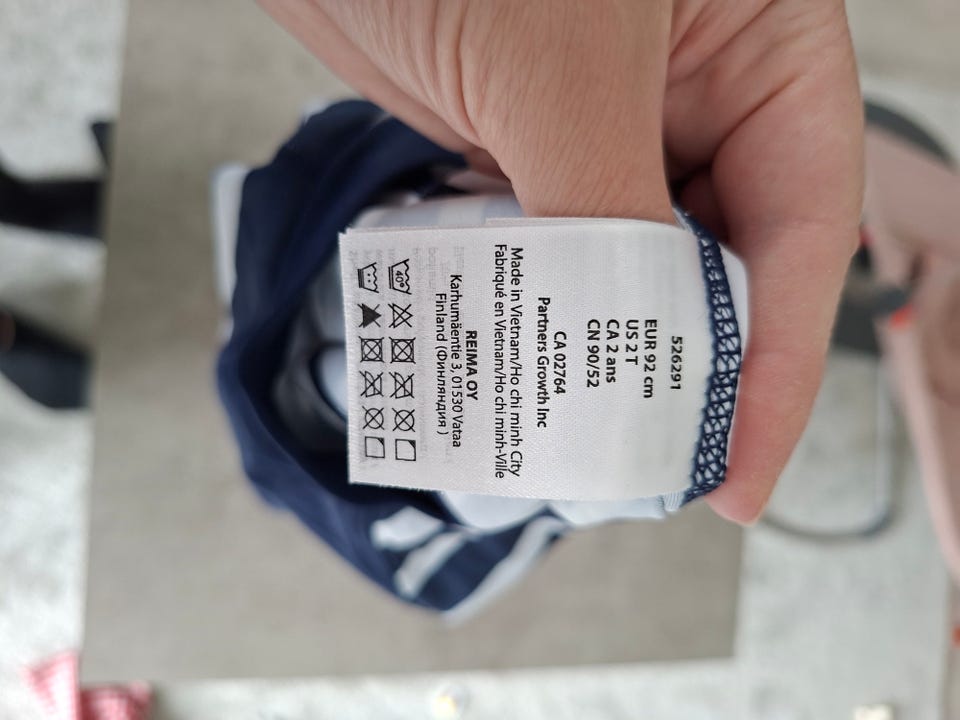 526291
EUR 92 cm
US 2 T
CA 2 ans
CN 90/52
CA 02764
Partners Growth Inc
Made in Vietnam/Ho chi minh City
Fabriqué en Vietnam/Ho chi minh-Ville
REIMA OY
Karhumäentie 3, 01530 Vataa
Finland (Финляндия )
40°